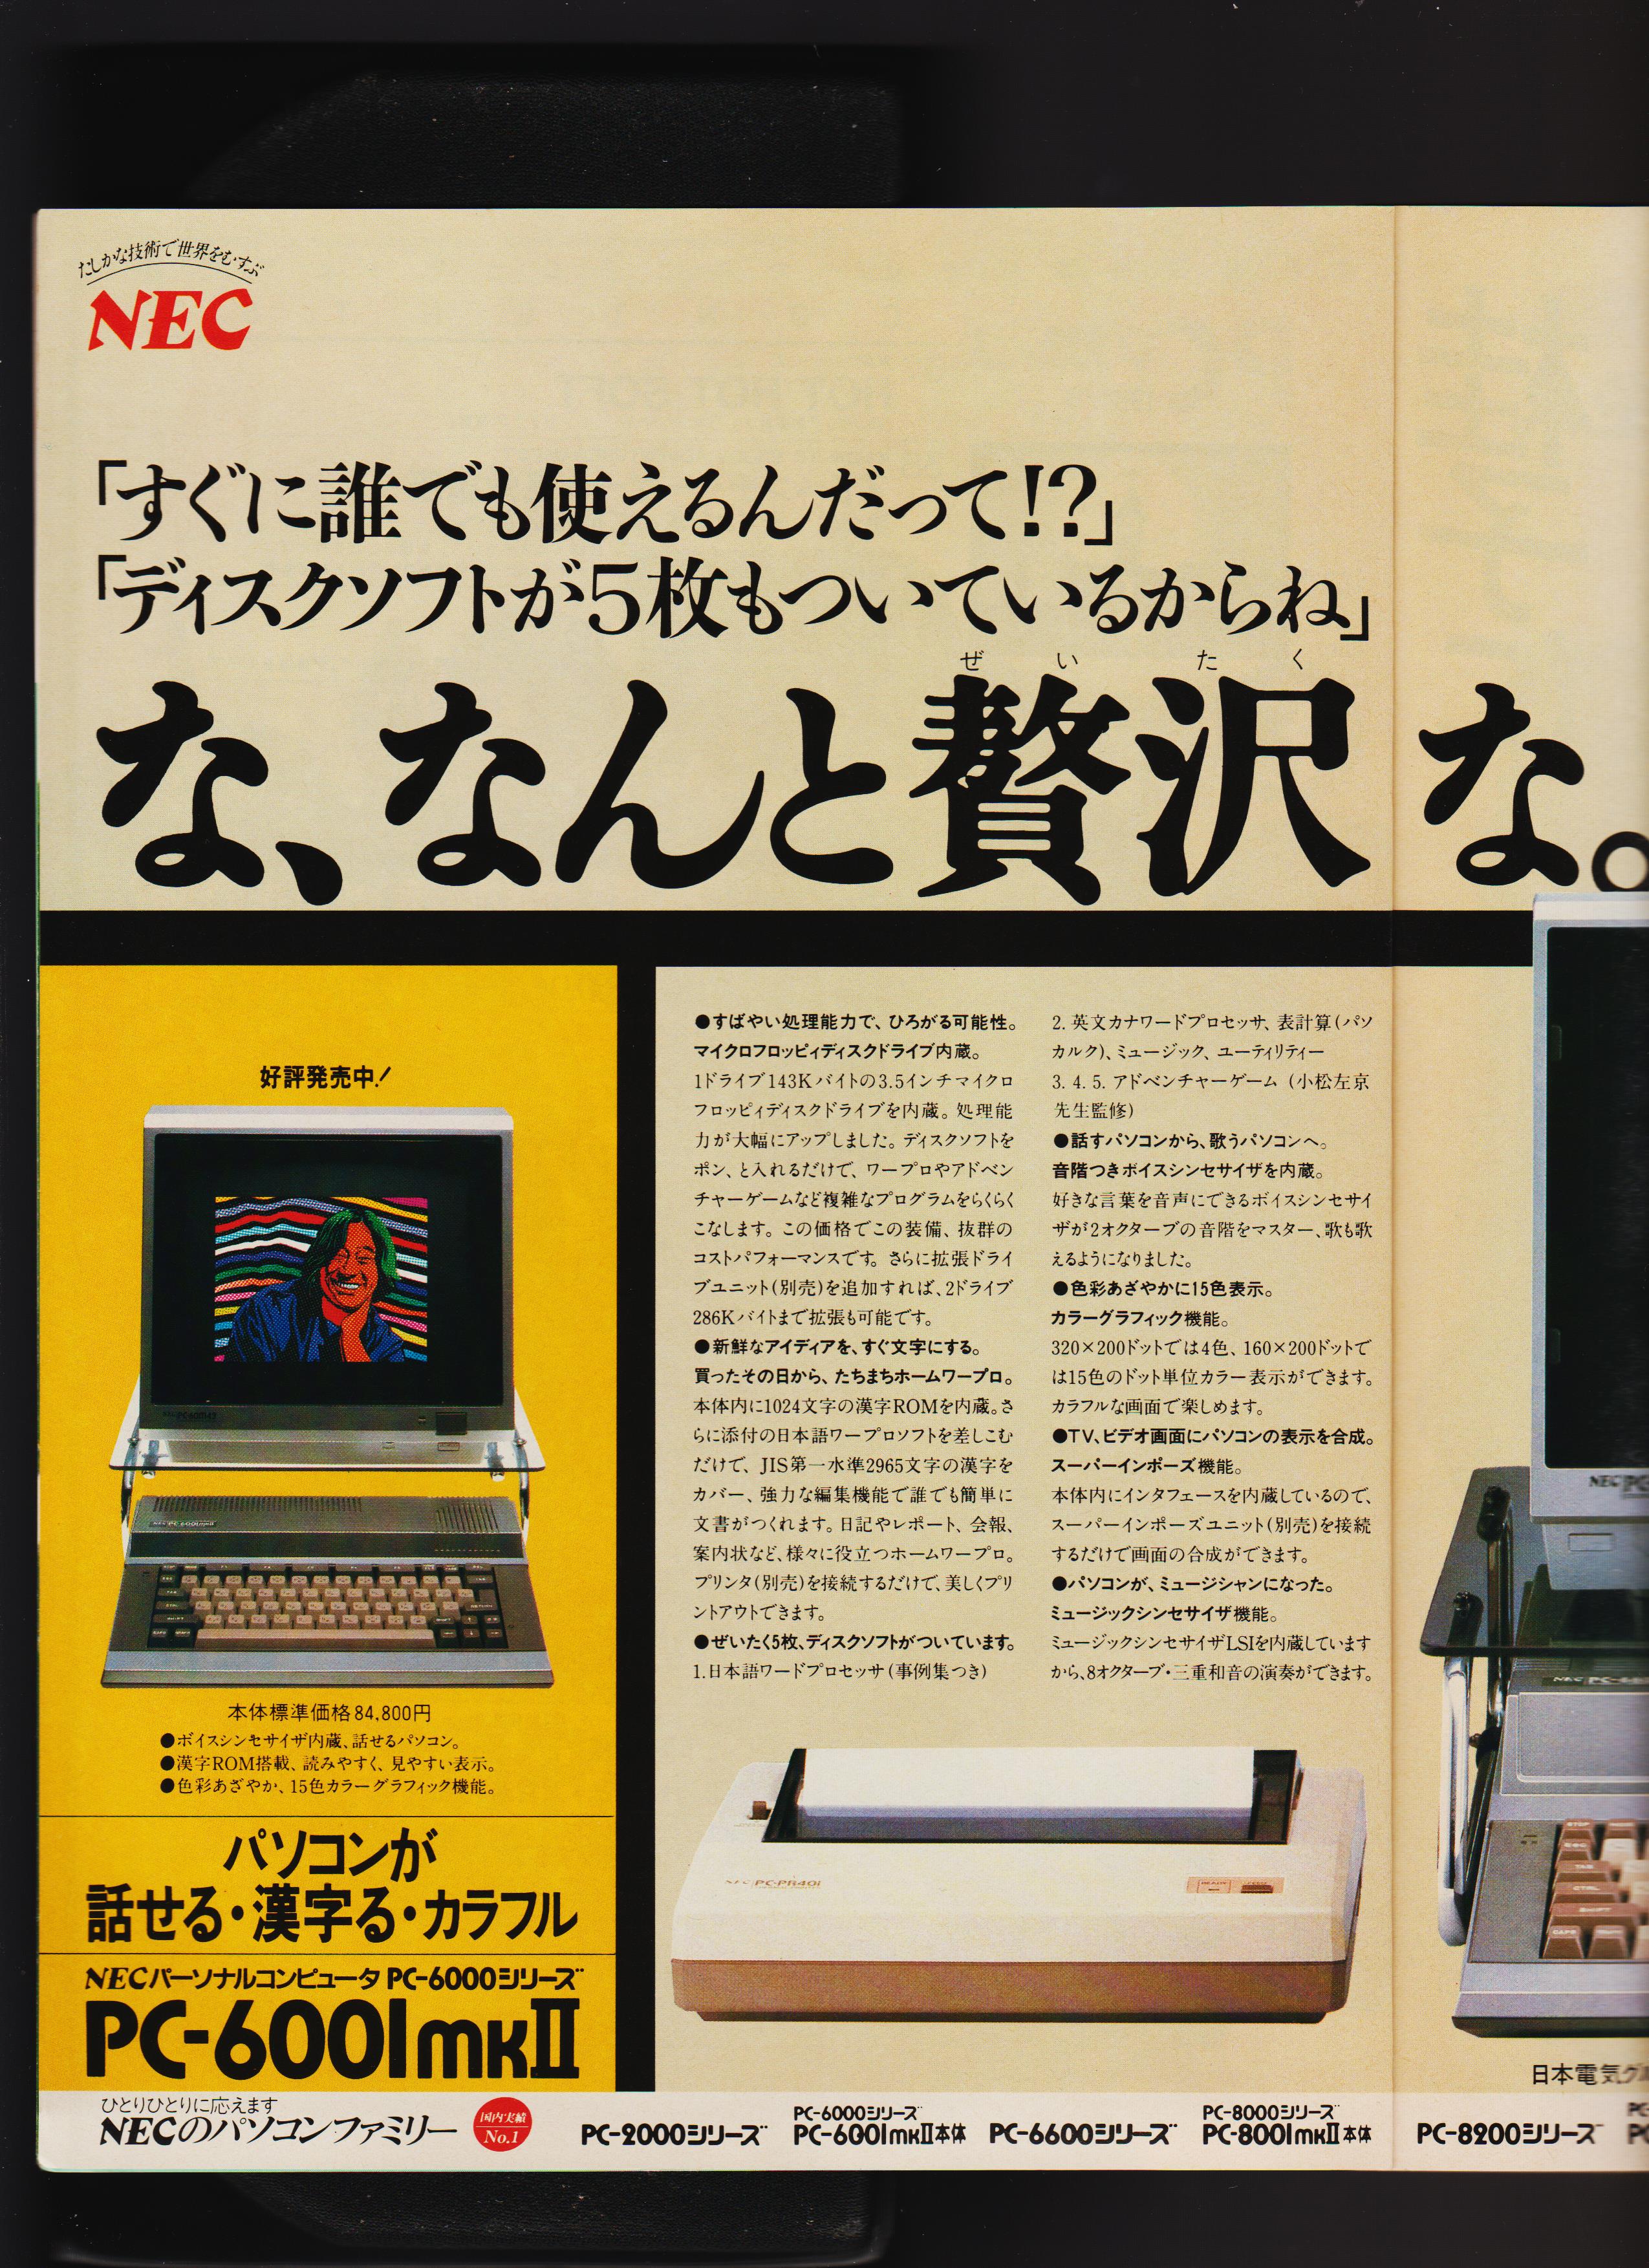 たしかな技術で世界をむすぶ
NEC
「すぐに誰でも使えるんだって!?」
「ディスクソフトが5枚もついているからね」
ぜいたく
な、なんと贅沢な。
好評発売中!
NEC PC-6001mkII
本体標準価格84,800円
●ボイスシンセサイザ内蔵、話せるパソコン。
●漢字ROM搭載、読みやすく、見やすい表示。
●色彩あざやか、15色カラーグラフィック機能。
パソコンが
話せる・漢字る・カラフル
NECパーソナルコンピュータ PC-6000シリーズ
PC-6001mkII
●すばやい処理能力で、ひろがる可能性。
マイクロフロッピィディスクドライブ内蔵。
1ドライブ143Kバイトの3.5インチマイクロ
フロッピィディスクドライブを内蔵。処理能
力が大幅にアップしました。ディスクソフトを
ポン、と入れるだけで、ワープロやアドベン
チャーゲームなど複雑なプログラムをらくらく
こなします。この価格でこの装備、抜群の
コストパフォーマンスです。さらに拡張ドライ
ブユニット(別売)を追加すれば、2ドライブ
286Kバイトまで拡張も可能です。
●新鮮なアイディアを、すぐ文字にする。
買ったその日から、たちまちホームワープロ。
本体内に1024文字の漢字ROMを内蔵。さ
らに添付の日本語ワープロソフトを差しこむ
だけで、JIS第一水準2965文字の漢字を
カバー、強力な編集機能で誰でも簡単に
文書がつくれます。日記やレポート、会報、
案内状など、様々に役立つホームワープロ。
プリンタ(別売)を接続するだけで、美しくプリ
ントアウトできます。
●ぜいたく5枚、ディスクソフトがついています。
1.日本語ワードプロセッサ(事例集つき)
2.英文カナワードプロセッサ、表計算(パソ
カルク)、ミュージック、ユーティリティー
3.4.5.アドベンチャーゲーム(小松左京
先生監修)
●話すパソコンから、歌うパソコンへ。
音階つきボイスシンセサイザを内蔵。
好きな言葉を音声にできるボイスシンセサイ
ザが2オクターブの音階をマスター、歌も歌
えるようになりました。
●色彩あざやかに15色表示。
カラーグラフィック機能。
320×200ドットでは4色、160×200ドットで
は15色のドット単位カラー表示ができます。
カラフルな画面で楽しめます。
●TV、ビデオ画面にパソコンの表示を合成。
スーパーインポーズ機能。
本体内にインタフェースを内蔵しているので、
スーパーインポーズユニット(別売)を接続
するだけで画面の合成ができます。
●パソコンが、ミュージシャンになった。
ミュージックシンセサイザ機能。
ミュージックシンセサイザLSIを内蔵しています
から、8オクターブ・三重和音の演奏ができます。
NEC PC-PR401
READY
NEC PC
NEC PC-66
STOP
ESC
TAB
CTRL
SHIFT
CAPS
日本電気グ
ひとりひとりに応えます
NECのパソコンファミリー
国内実績
No.1
PC-2000シリーズ
PC-6000シリーズ
PC-6001mkII本体
PC-6600シリーズ
PC-8000シリーズ
PC-8001mkII本体
PC-8200シリーズ